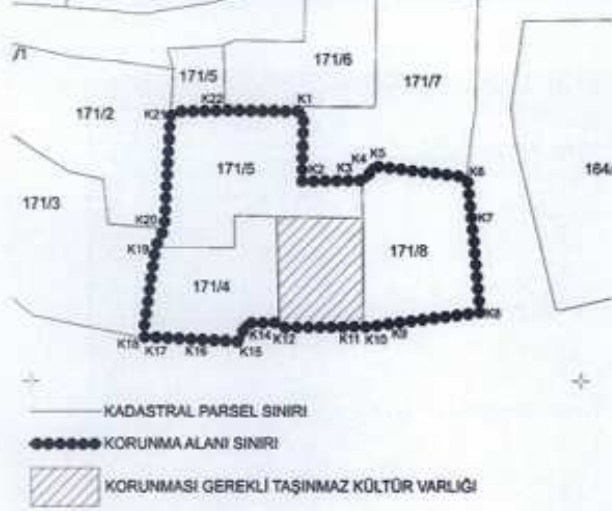 171/6
/1
171/5
171/7
K22
K1
171/2
K21
K4
K5
171/5
K2
K3
K6
164/
171/3
K7
K20
K19
171/8
171/4
K8
K14
K12
K11
K10
K9
K18
K17
K16
K15
KADASTRAL PARSEL SINIRI
KORUNMA ALANI SINIRI
KORUNMASI GEREKLİ TAŞINMAZ KÜLTÜR VARLIĞI